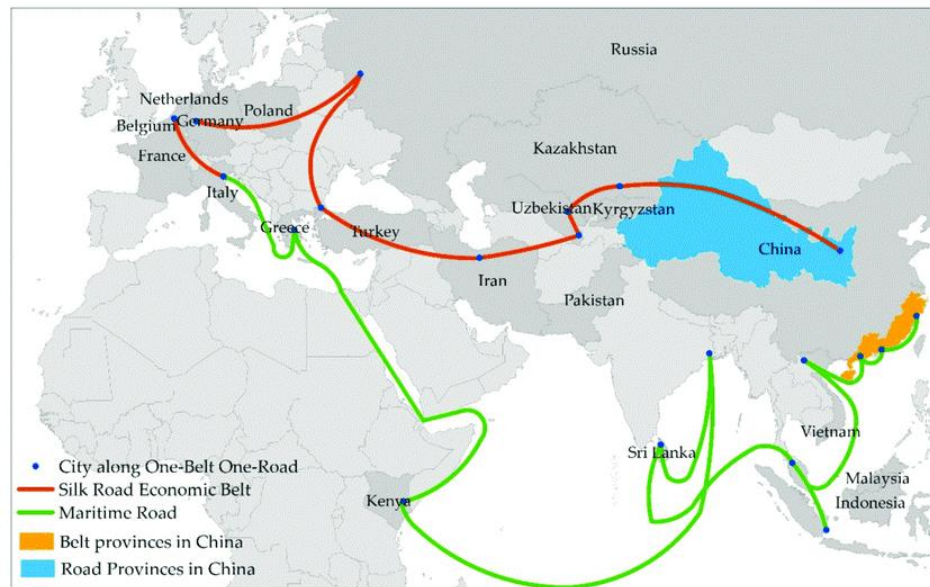 Russia
Netherlands
Poland
Belgium
Germany
France
Kazakhstan
Italy
Uzbekistan
Kyrgyzstan
Greece
Turkey
China
Iran
Pakistan
Vietnam
Sri Lanka
Malaysia
Indonesia
Kenya
City along One-Belt One-Road
Silk Road Economic Belt
Maritime Road
Belt provinces in China
Road Provinces in China